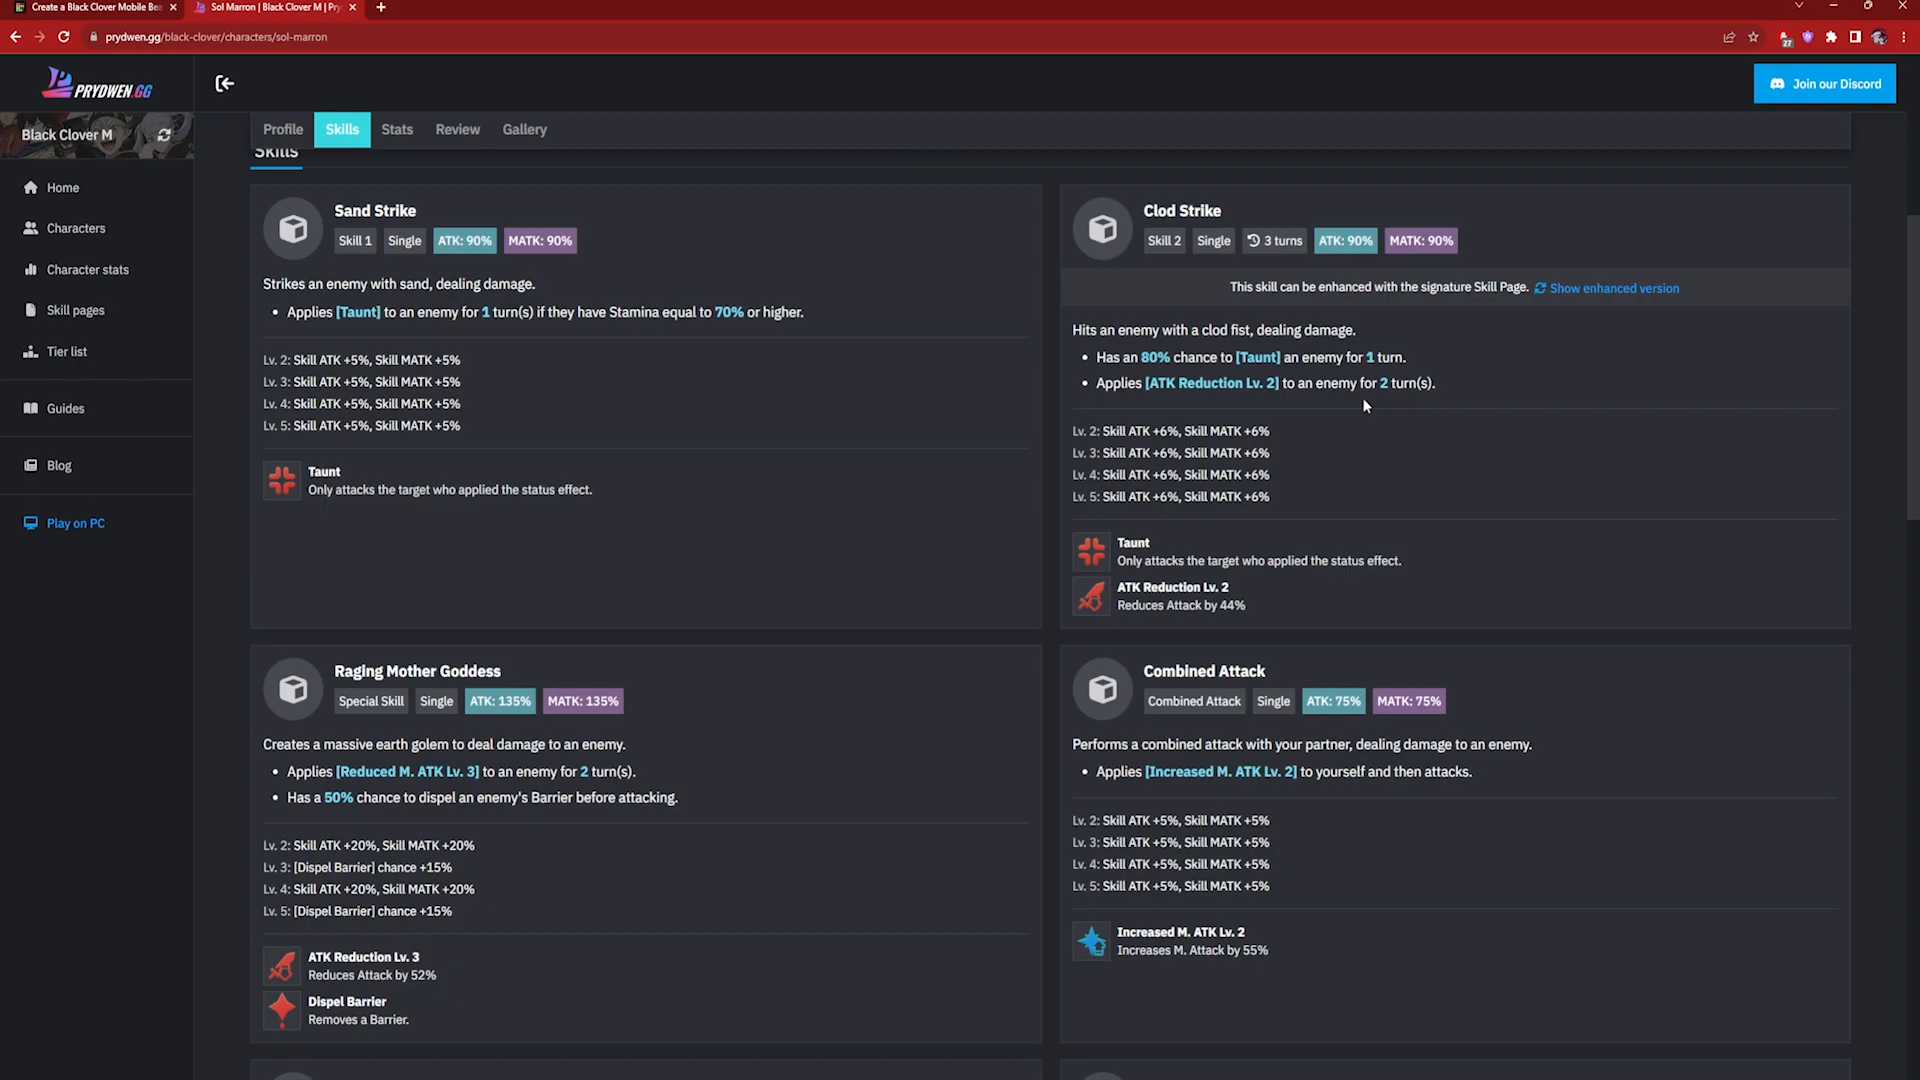 Create a Black Clover Mobile Be
Sol Marron | Black Clover M | Pry
prydwen.gg/black-clover/characters/sol-marron
27
PRYDWEN.GG
Join our Discord
Black Clover M
Profile
Skills
Stats
Review
Gallery
Home
Characters
Character stats
Skill pages
Tier list
Guides
Blog
Play on PC
Skills
Sand Strike
Skill 1
Single
ATK: 90%
MATK: 90%
Strikes an enemy with sand, dealing damage.
• Applies [Taunt] to an enemy for 1 turn(s) if they have Stamina equal to 70% or higher.
Lv. 2: Skill ATK +5%, Skill MATK +5%
Lv. 3: Skill ATK +5%, Skill MATK +5%
Lv. 4: Skill ATK +5%, Skill MATK +5%
Lv. 5: Skill ATK +5%, Skill MATK +5%
Taunt
Only attacks the target who applied the status effect.
Clod Strike
Skill 2
Single
3 turns
ATK: 90%
MATK: 90%
This skill can be enhanced with the signature Skill Page. Show enhanced version
Hits an enemy with a clod fist, dealing damage.
• Has an 80% chance to [Taunt] an enemy for 1 turn.
• Applies [ATK Reduction Lv. 2] to an enemy for 2 turn(s).
Lv. 2: Skill ATK +6%, Skill MATK +6%
Lv. 3: Skill ATK +6%, Skill MATK +6%
Lv. 4: Skill ATK +6%, Skill MATK +6%
Lv. 5: Skill ATK +6%, Skill MATK +6%
Taunt
Only attacks the target who applied the status effect.
ATK Reduction Lv. 2
Reduces Attack by 44%
Raging Mother Goddess
Special Skill
Single
ATK: 135%
MATK: 135%
Creates a massive earth golem to deal damage to an enemy.
• Applies [Reduced M. ATK Lv. 3] to an enemy for 2 turn(s).
• Has a 50% chance to dispel an enemy's Barrier before attacking.
Lv. 2: Skill ATK +20%, Skill MATK +20%
Lv. 3: [Dispel Barrier] chance +15%
Lv. 4: Skill ATK +20%, Skill MATK +20%
Lv. 5: [Dispel Barrier] chance +15%
ATK Reduction Lv. 3
Reduces Attack by 52%
Dispel Barrier
Removes a Barrier.
Combined Attack
Combined Attack
Single
ATK: 75%
MATK: 75%
Performs a combined attack with your partner, dealing damage to an enemy.
• Applies [Increased M. ATK Lv. 2] to yourself and then attacks.
Lv. 2: Skill ATK +5%, Skill MATK +5%
Lv. 3: Skill ATK +5%, Skill MATK +5%
Lv. 4: Skill ATK +5%, Skill MATK +5%
Lv. 5: Skill ATK +5%, Skill MATK +5%
Increased M. ATK Lv. 2
Increases M. Attack by 55%